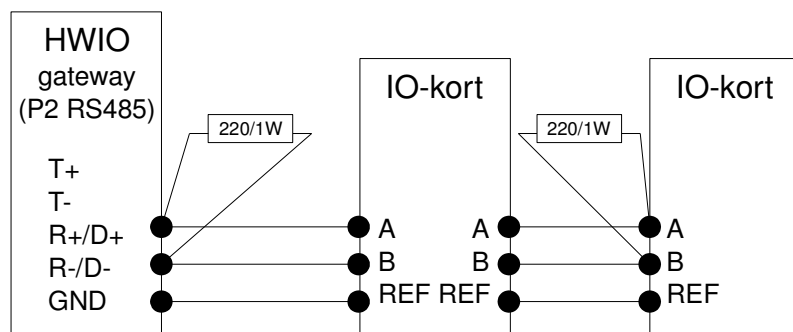 HWIO
gateway
(P2 RS485)
T+
T-
R+/D+
R-/D-
GND
220/1W
IO-kort
A
B
REF
A
B
REF
220/1W
IO-kort
A
B
REF